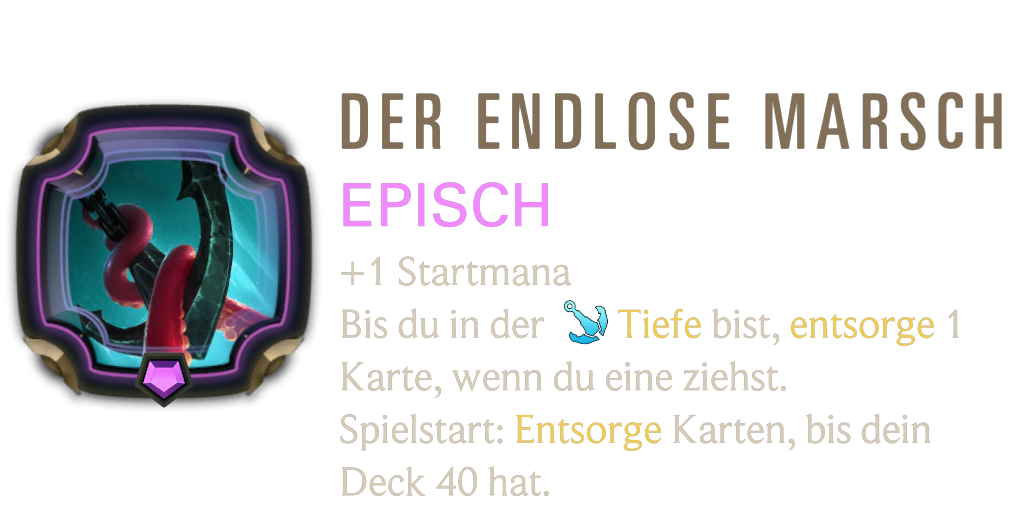 DER ENDLOSE MARSCH
EPISCH
+1 Startmana
Bis du in der Tiefe bist, entsorge 1
Karte, wenn du eine ziehst.
Spielstart: Entsorge Karten, bis dein
Deck 40 hat.